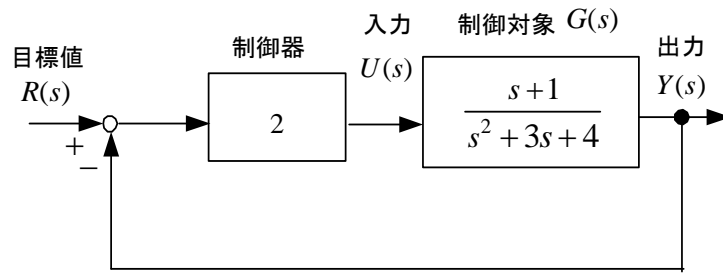 目標値
R(s)
+
−
制御器
2
入力
U(s)
制御対象 G(s)
s+1
s² + 3s + 4
出力
Y(s)